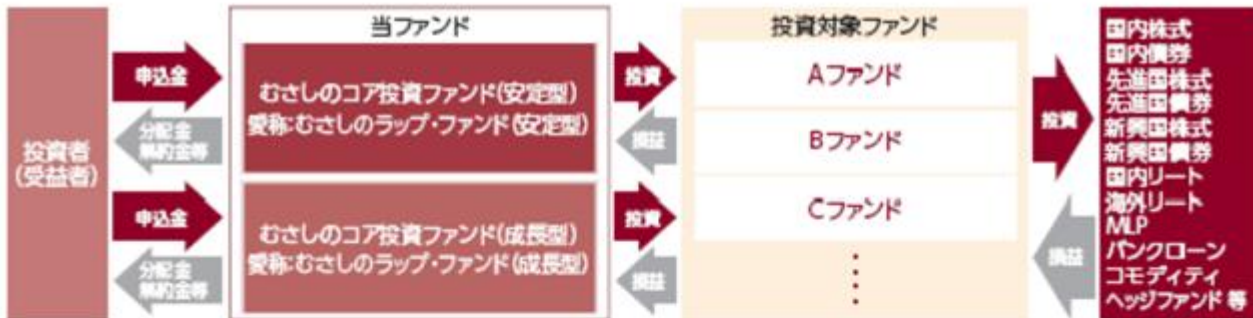 投資者
(受益者)
申込金
分配金
解約金等
申込金
分配金
解約金等
当ファンド
むさしのコア投資ファンド(安定型)
愛称:むさしのラップ・ファンド(安定型)
むさしのコア投資ファンド(成長型)
愛称:むさしのラップ・ファンド(成長型)
投資
損益
投資
損益
投資対象ファンド
Aファンド
Bファンド
Cファンド
投資
損益
国内株式
国内債券
先進国株式
先進国債券
新興国株式
新興国債券
国内リート
海外リート
MLP
バンクローン
コモディティ
ヘッジファンド 等